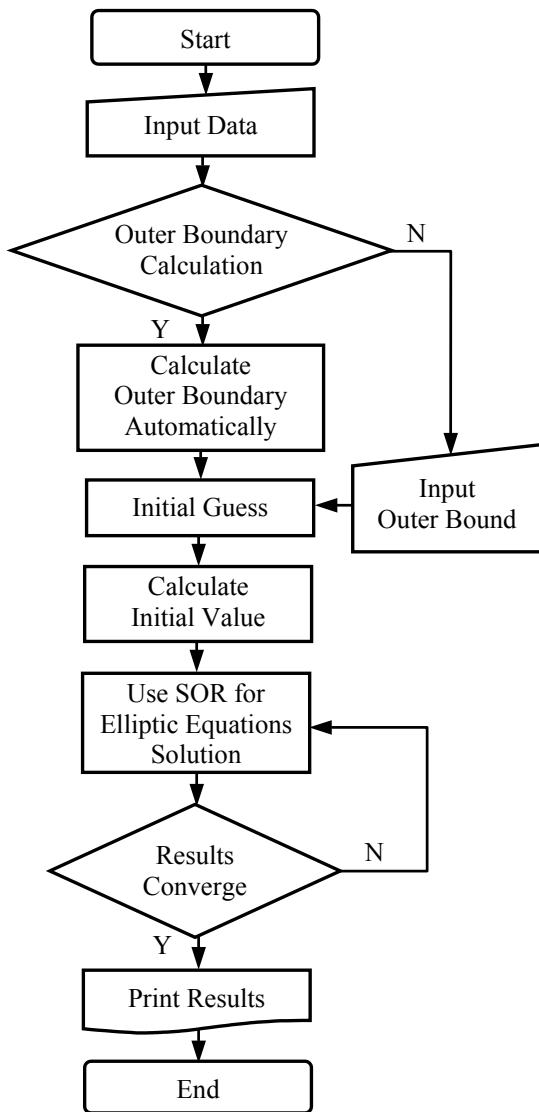 Start
Input Data
Outer Boundary
Calculation
N
Y
Calculate
Outer Boundary
Automatically
Input
Outer Bound
Initial Guess
Calculate
Initial Value
Use SOR for
Elliptic Equations
Solution
Results
Converge
N
Y
Print Results
End